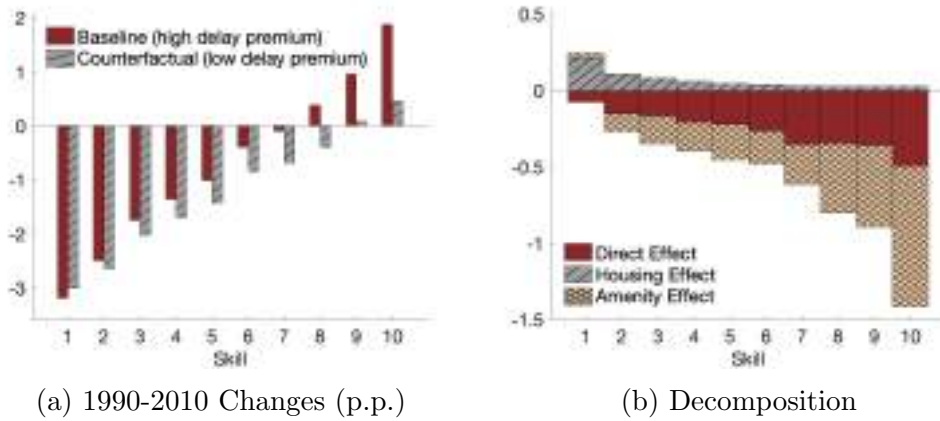 2
1
0
-1
-2
-3
Baseline (high delay premium)
Counterfactual (low delay premium)
1 2 3 4 5 6 7 8 9 10
Skill
(a) 1990-2010 Changes (p.p.)
0.5
0
-0.5
-1
-1.5
Direct Effect
Housing Effect
Amenity Effect
1 2 3 4 5 6 7 8 9 10
Skill
(b) Decomposition